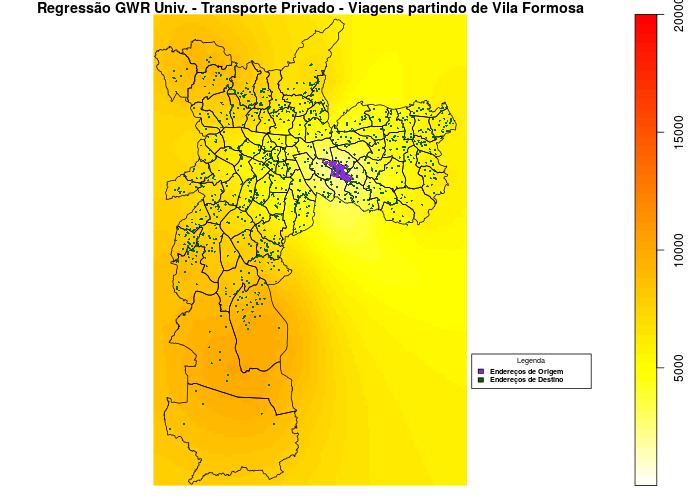 Regressão GWR Univ. - Transporte Privado - Viagens partindo de Vila Formosa
20000
15000
10000
5000
Legenda
Endereços de Origem
Endereços de Destino